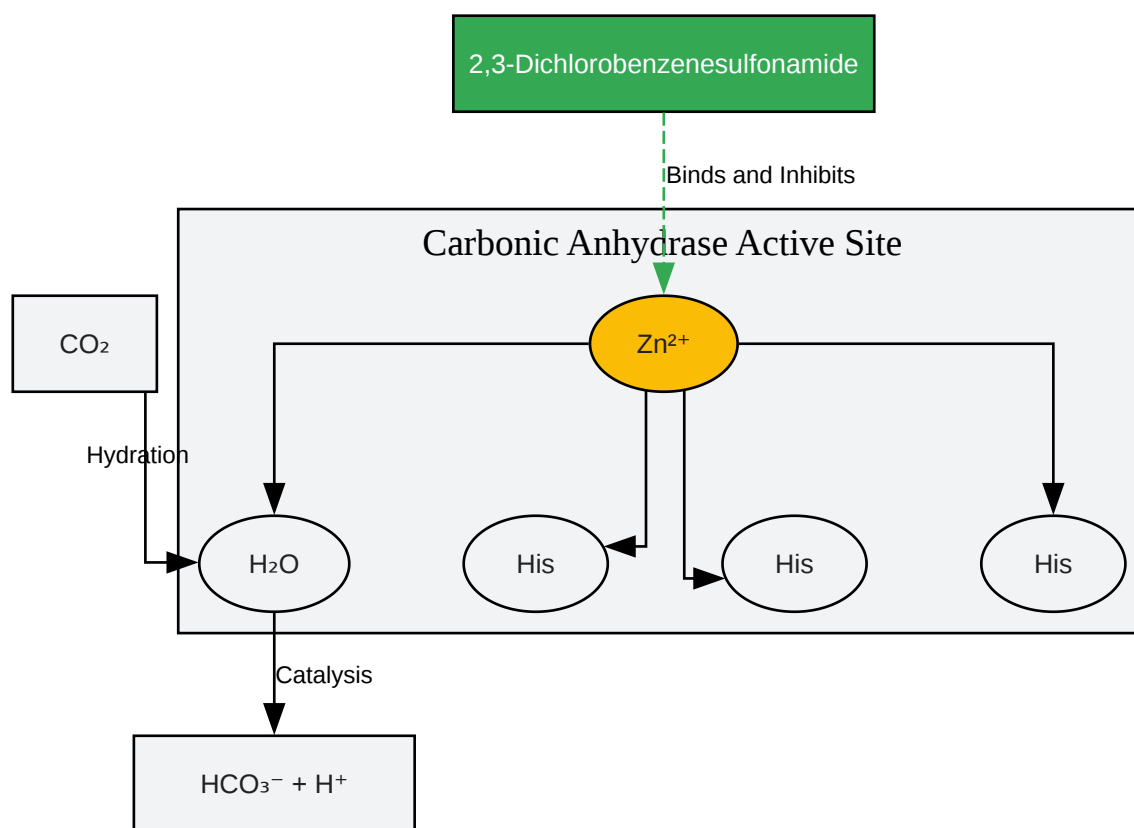 2,3-Dichlorobenzenesulfonamide
Binds and Inhibits
Carbonic Anhydrase Active Site
CO₂
Zn²⁺
Hydration
H₂O
His
His
His
Catalysis
HCO₃⁻ + H⁺